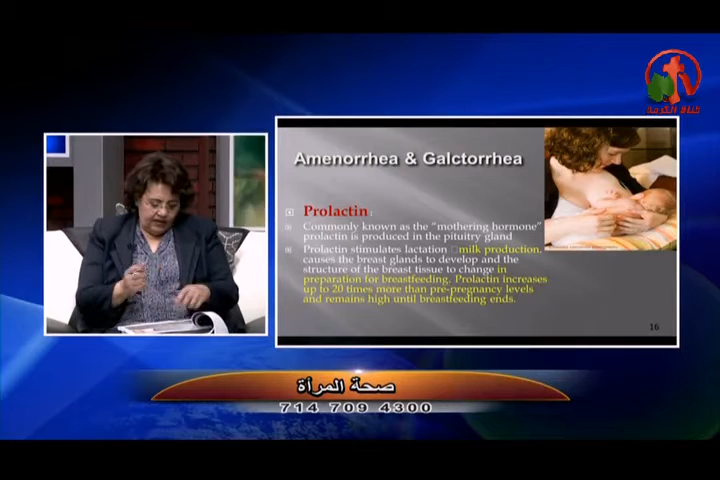 قناة الكرمة
Amenorrhea & Galctorrhea
Prolactin :
Commonly known as the "mothering hormone"
prolactin is produced in the pituitry gland
Prolactin stimulates lactation milk production,
causes the breast glands to develop and the
structure of the breast tissue to change in
preparation for breastfeeding. Prolactin increases
up to 20 times more than pre-pregnancy levels
and remains high until breastfeeding ends.
16
صحة المرأة
714 709 4300